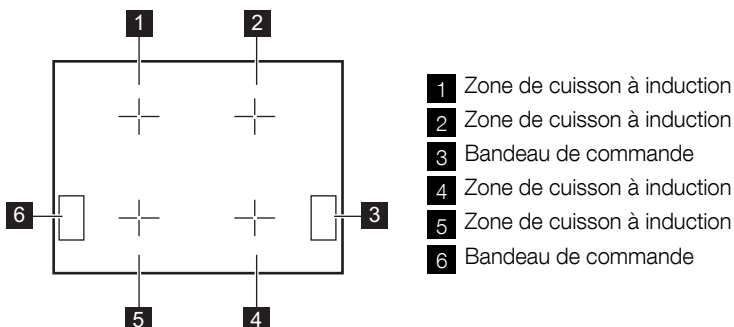 1 2
6 3
5 4
1 Zone de cuisson à induction
2 Zone de cuisson à induction
3 Bandeau de commande
4 Zone de cuisson à induction
5 Zone de cuisson à induction
6 Bandeau de commande